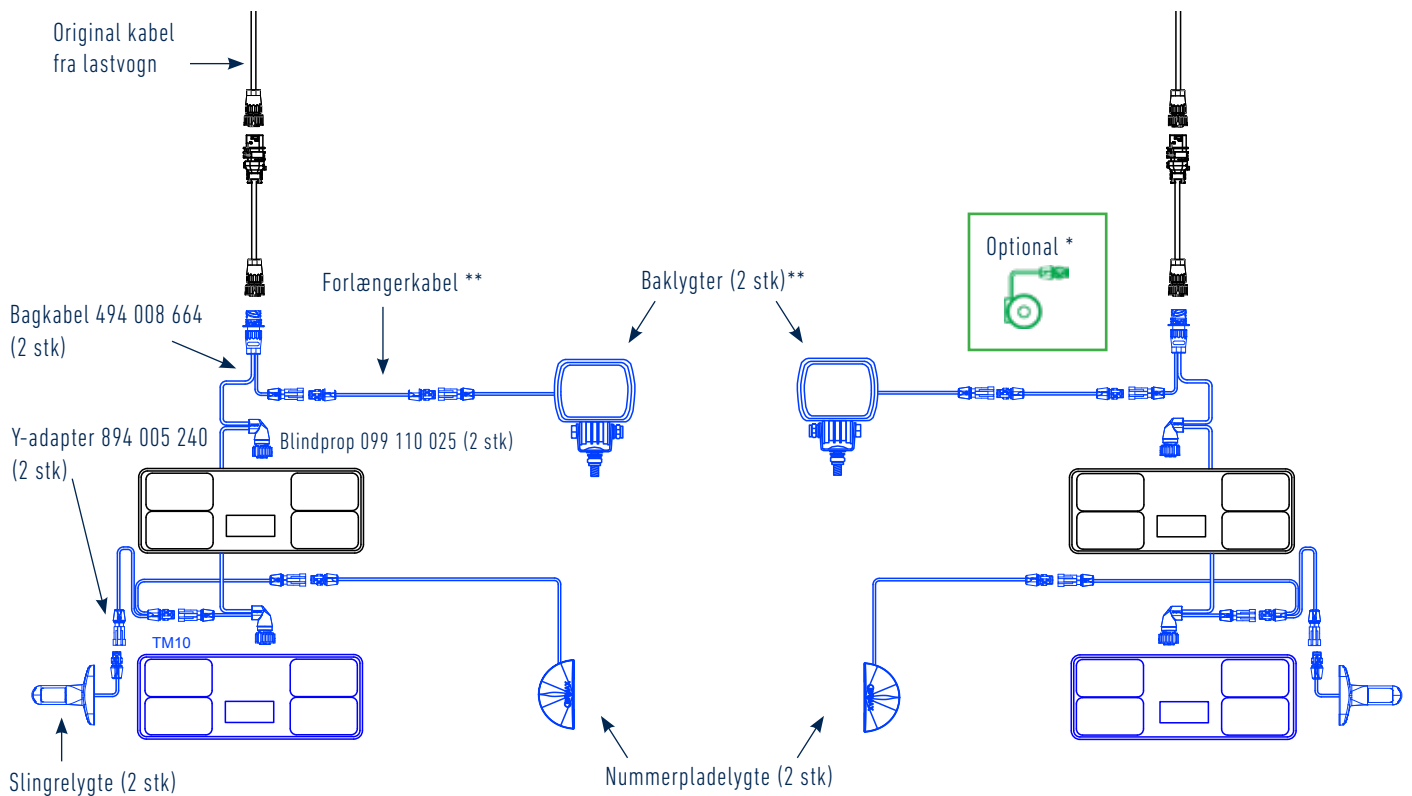 Original kabel
fra lastvogn
Optional *
Forlængerkabel **
Baklygter (2 stk)**
Bagkabel 494 008 664
(2 stk)
Y-adapter 894 005 240
(2 stk)
Blindprop 099 110 025 (2 stk)
TM10
Slingrelygte (2 stk)
Nummerpladelygte (2 stk)